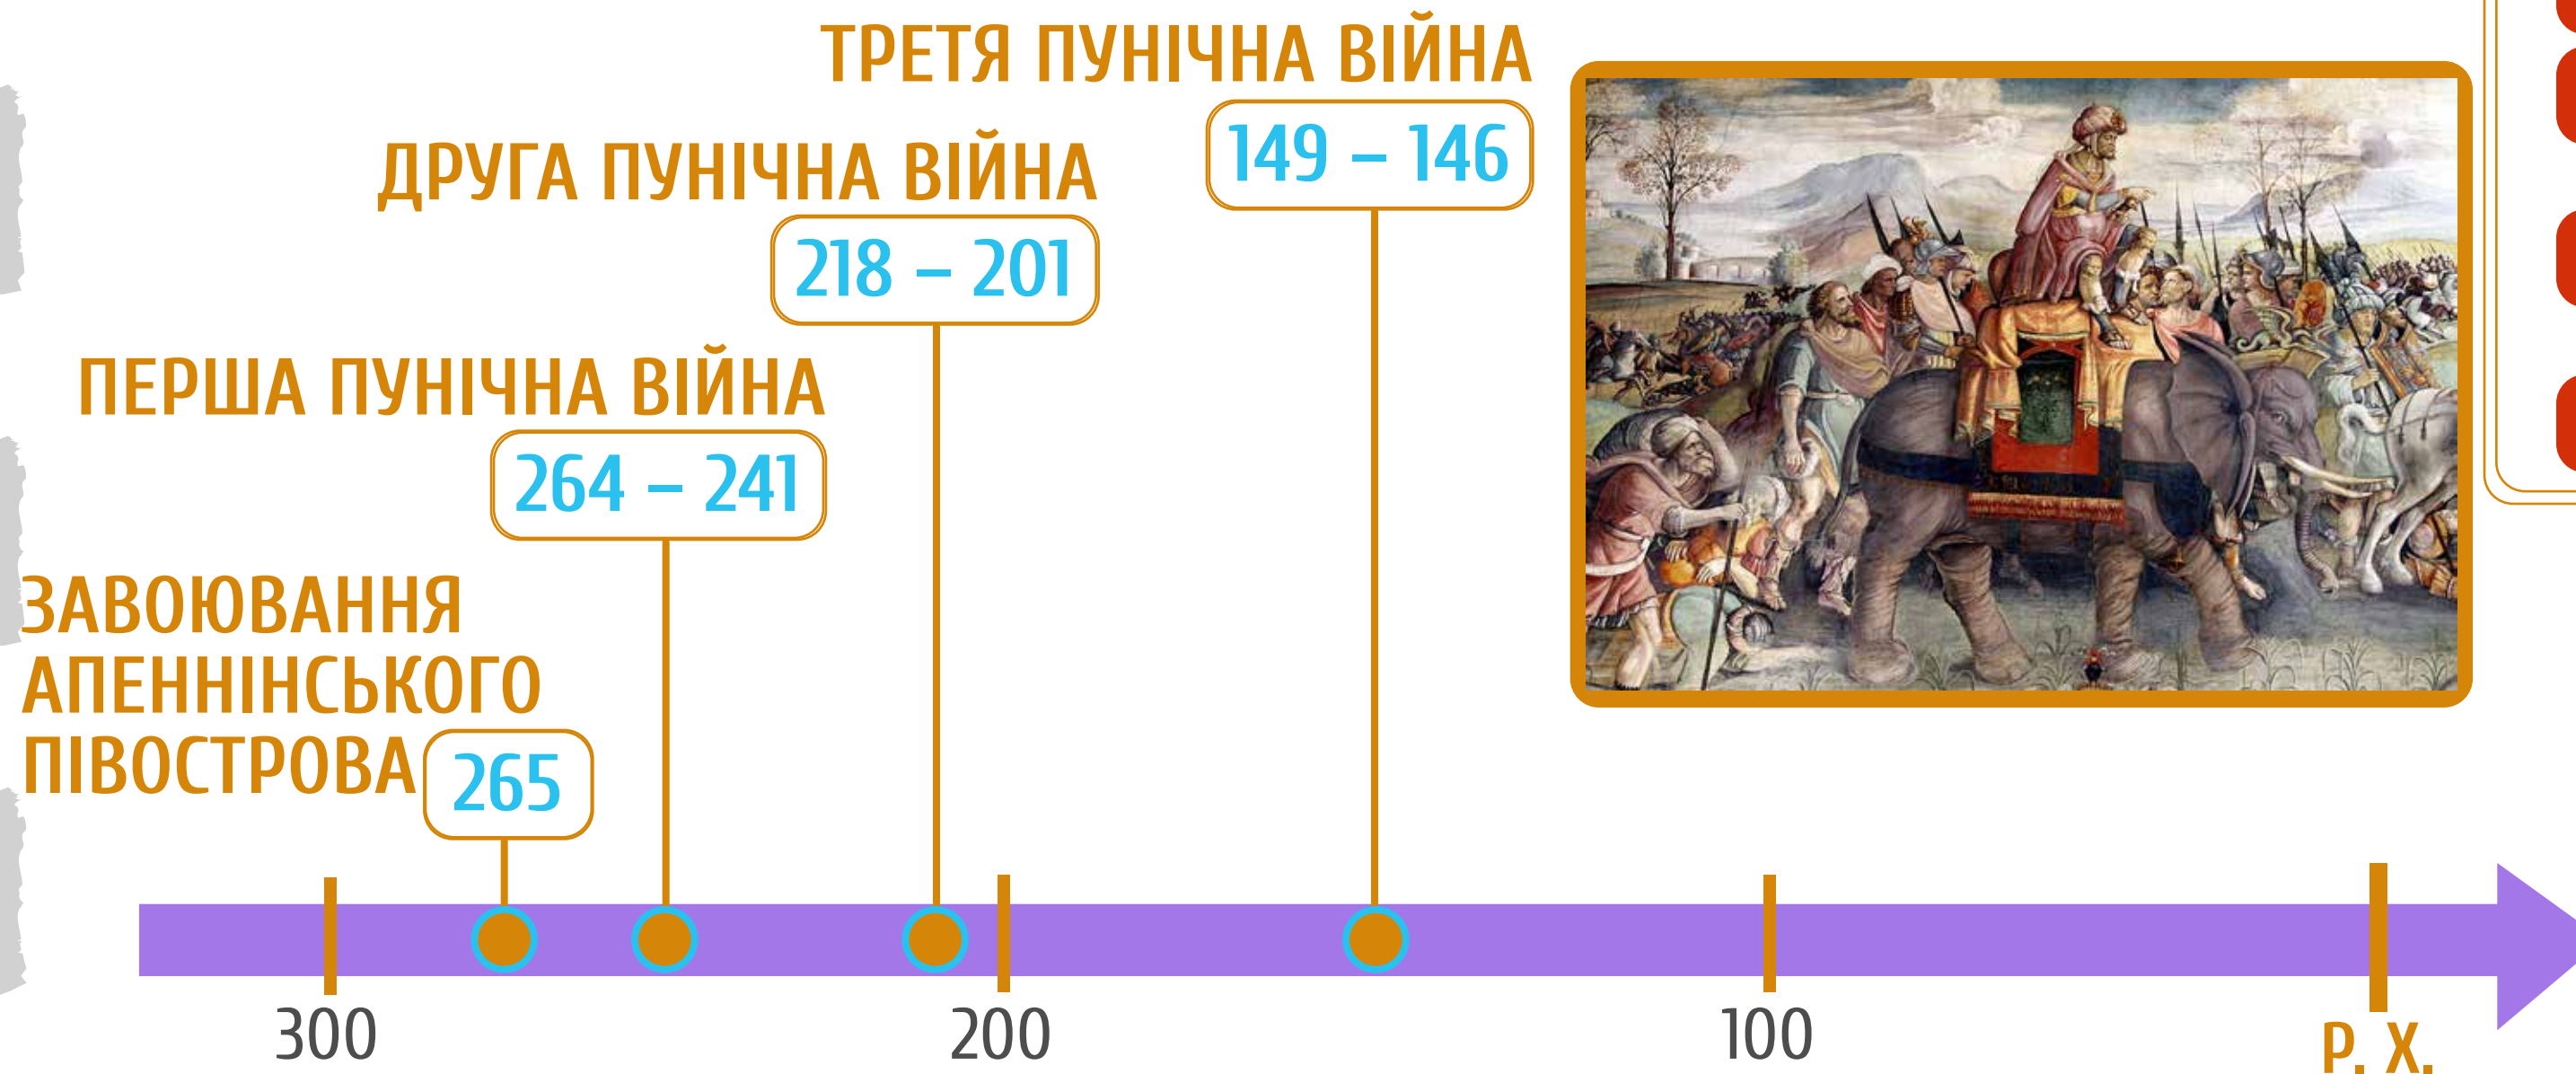 ТРЕТЯ ПУНІЧНА ВІЙНА
149 – 146
ДРУГА ПУНІЧНА ВІЙНА
218 – 201
ПЕРША ПУНІЧНА ВІЙНА
264 – 241
ЗАВОЮВАННЯ
АПЕННІНСЬКОГО
ПІВОСТРОВА
265
300
200
100
Р. Х.